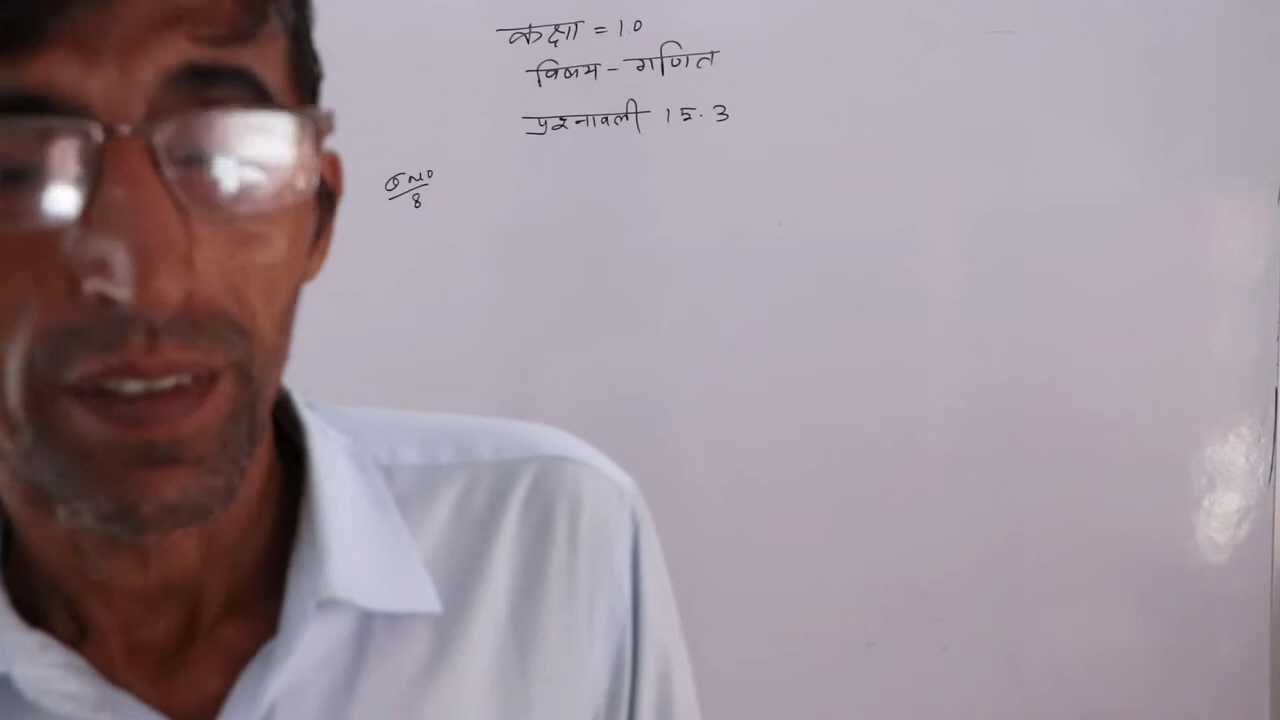 कक्षा = 10
विषय - गणित
प्रश्नावली 15.3
Q No
8